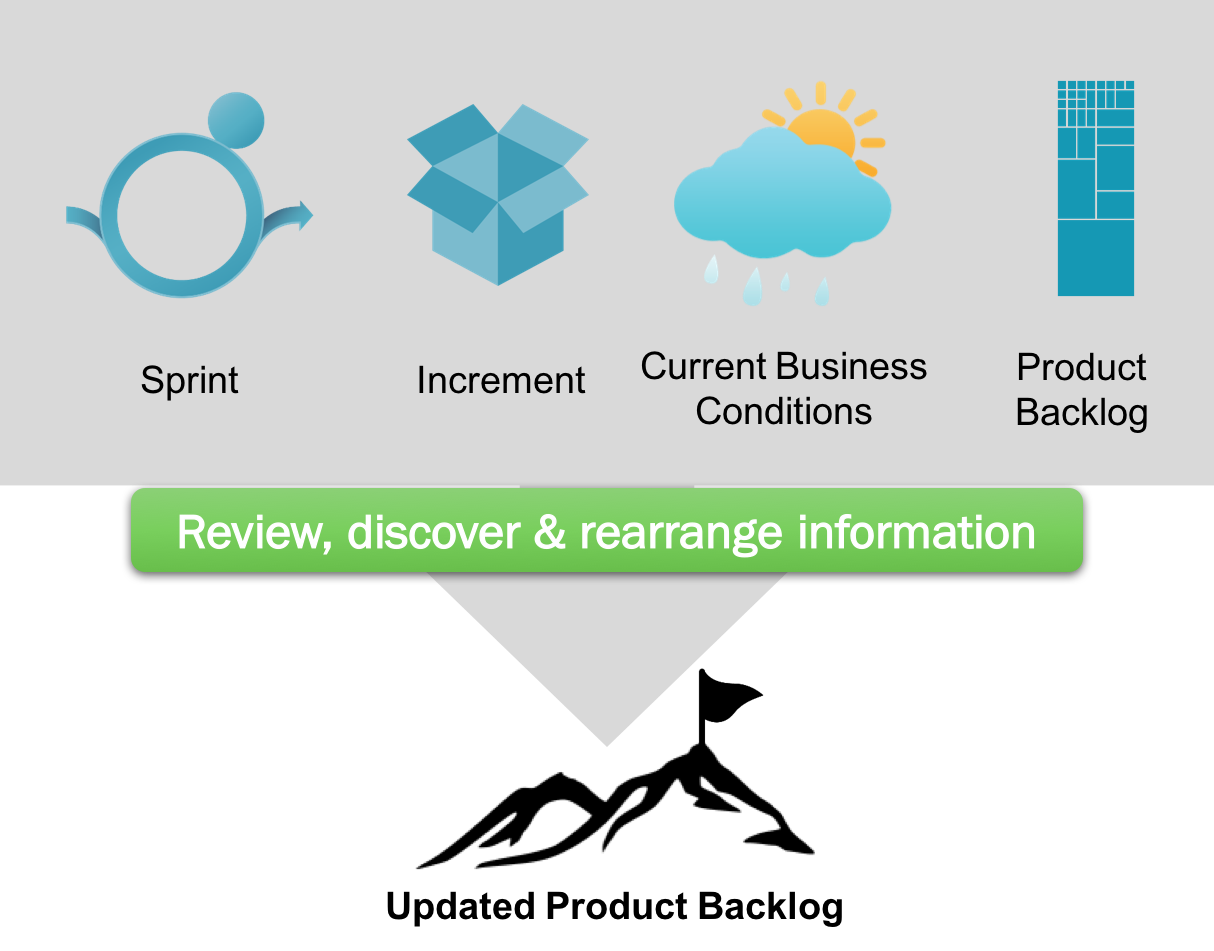 Sprint
Increment
Current Business
Conditions
Product
Backlog
Review, discover & rearrange information
Updated Product Backlog